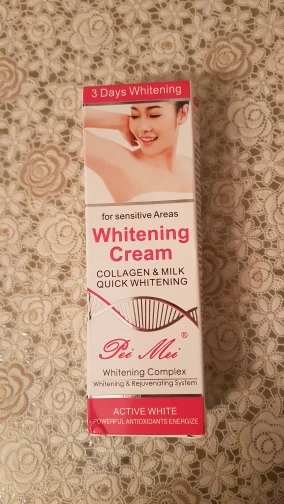 3 Days Whitening
for sensitive Areas
Whitening
Cream
COLLAGEN & MILK
QUICK WHITENING
Pei Mei ®
Whitening Complex
Whitening & Rejuvenating System
ACTIVE WHITE
POWERFUL ANTIOXIDANTS ENERGIZE